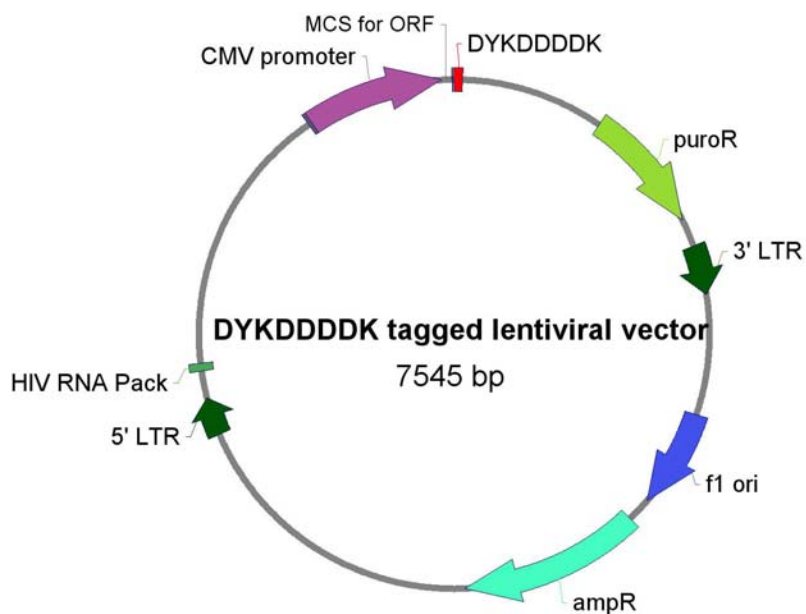 MCS for ORF
DYKDDDDK
CMV promoter
puroR
3' LTR
DYKDDDDK tagged lentiviral vector
7545 bp
HIV RNA Pack
5' LTR
f1 ori
ampR